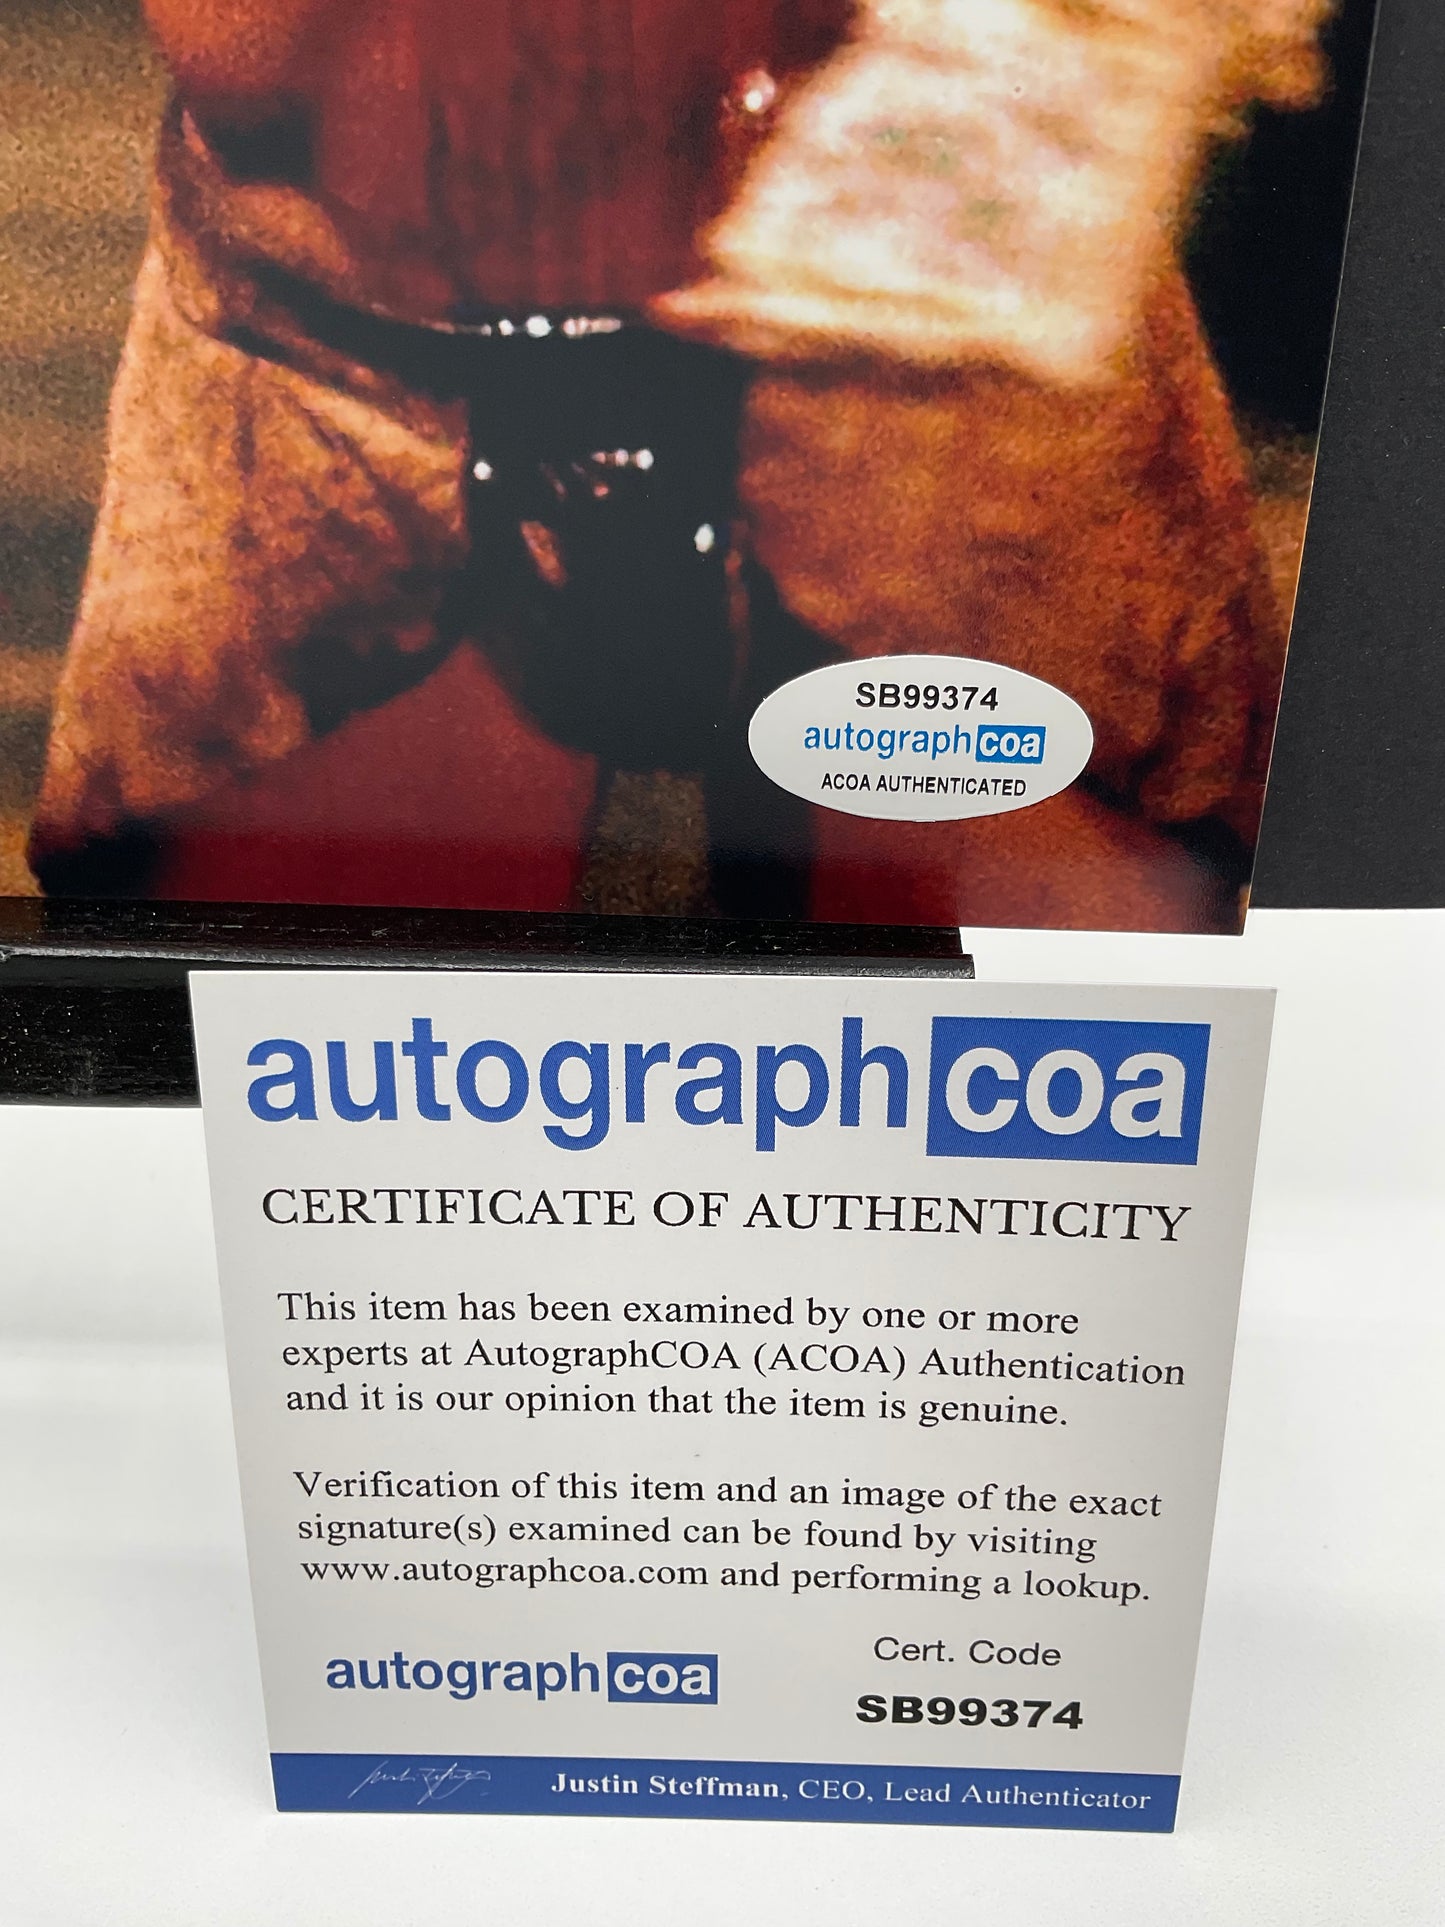 SB99374
autographcoa
ACOA AUTHENTICATED
autographcoa
CERTIFICATE OF AUTHENTICITY
This item has been examined by one or more
experts at AutographCOA (ACOA) Authentication
and it is our opinion that the item is genuine.
Verification of this item and an image of the exact
signature(s) examined can be found by visiting
www.autographcoa.com and performing a lookup.
autographcoa
Cert. Code
SB99374
Justin Steffman, CEO, Lead Authenticator